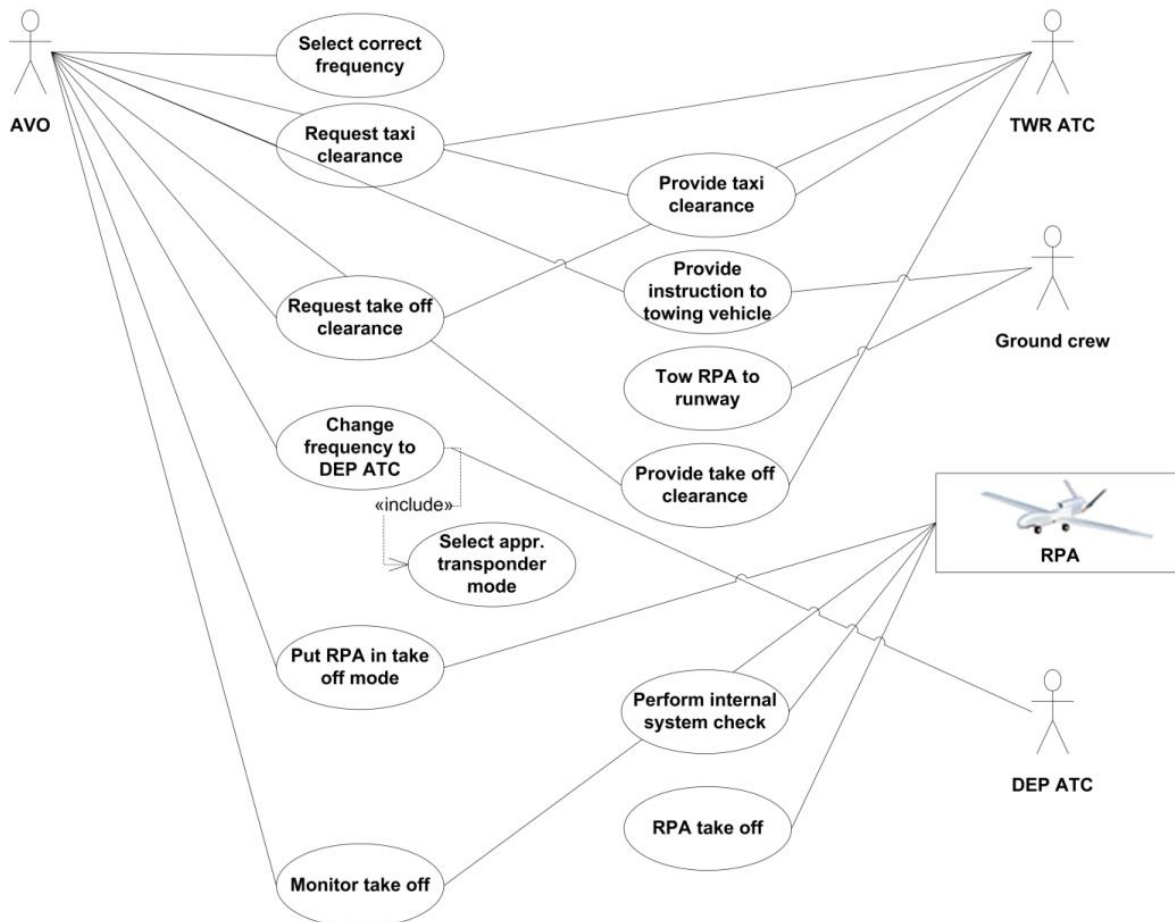 AVO
Select correct
frequency
TWR ATC
Request taxi
clearance
Provide taxi
clearance
Provide
instruction to
towing vehicle
Request take off
clearance
Ground crew
Tow RPA to
runway
Change
frequency to
DEP ATC
Provide take off
clearance
«include»
Select appr.
transponder
mode
RPA
Put RPA in take
off mode
Perform internal
system check
DEP ATC
RPA take off
Monitor take off